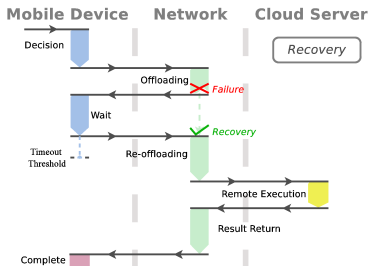 Mobile Device Network Cloud Server
Decision
Recovery
Offloading
Failure
Wait
Recovery
Timeout
Threshold
Re-offloading
Remote Execution
Result Return
Complete